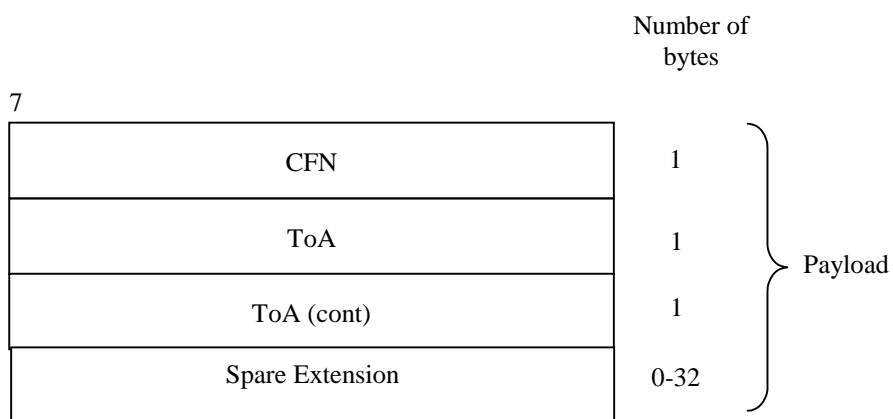 Number of
bytes
7
CFN
1
ToA
1
ToA (cont)
1
Payload
Spare Extension
0-32